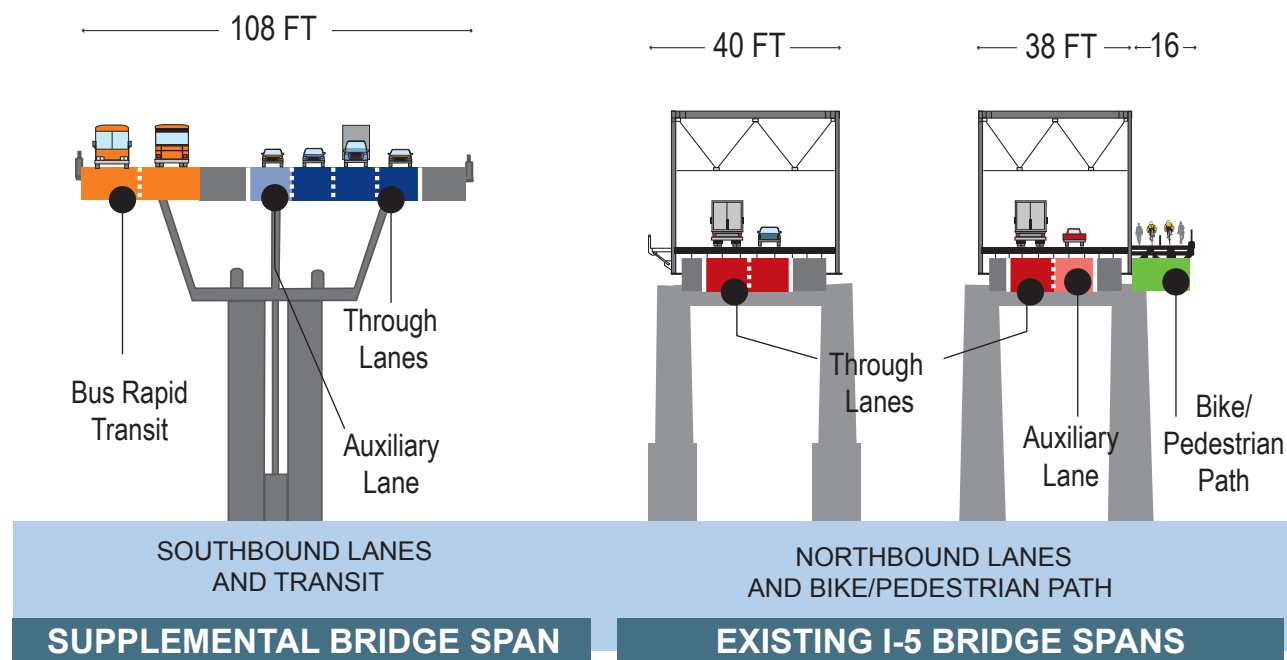 108 FT
40 FT
38 FT
16
Through
Lanes
Bus Rapid
Transit
Auxiliary
Lane
Through
Lanes
Auxiliary
Lane
Bike/
Pedestrian
Path
SOUTHBOUND LANES
AND TRANSIT
NORTHBOUND LANES
AND BIKE/PEDESTRIAN PATH
SUPPLEMENTAL BRIDGE SPAN
EXISTING I-5 BRIDGE SPANS